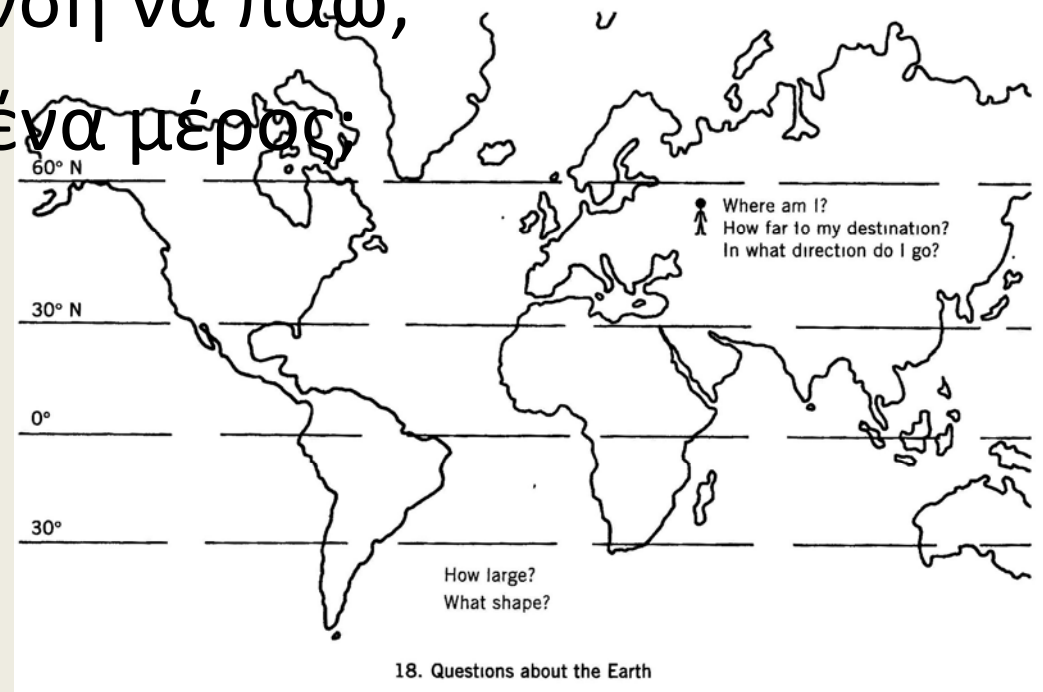 να πάω,
ένα μέρος;
60° N
Where am I?
How far to my destination?
In what direction do I go?
30° N
0°
30°
How large?
What shape?
18. Questions about the Earth